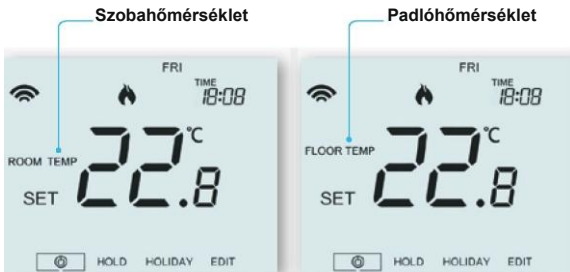 Szobahőmérséklet
FRI
TIME
18:08
ROOM TEMP
22.8
°C
SET
HOLD HOLIDAY EDIT
Padlóhőmérséklet
FRI
TIME
18:08
FLOOR TEMP
22.8
°C
SET
HOLD HOLIDAY EDIT